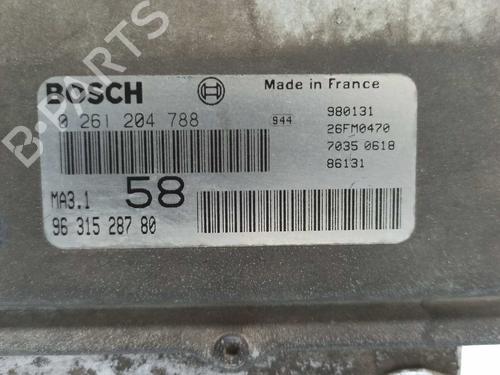 BOSCH
Made in France
0 261 204 788
944
980131
26FM0470
7035 0618
86131
MA3.1
58
96 315 287 80
B-PARTS